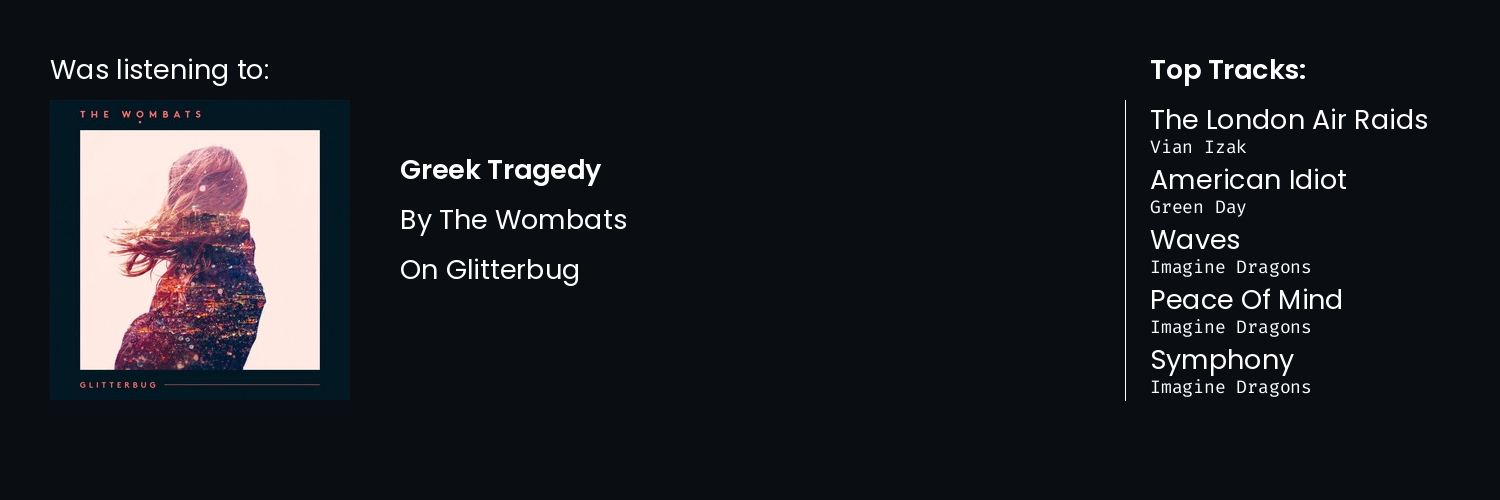 Was listening to:
THE WOMBATS
GLITTERBUG
Greek Tragedy
By The Wombats
On Glitterbug
Top Tracks:
The London Air Raids
Vian Izak
American Idiot
Green Day
Waves
Imagine Dragons
Peace Of Mind
Imagine Dragons
Symphony
Imagine Dragons